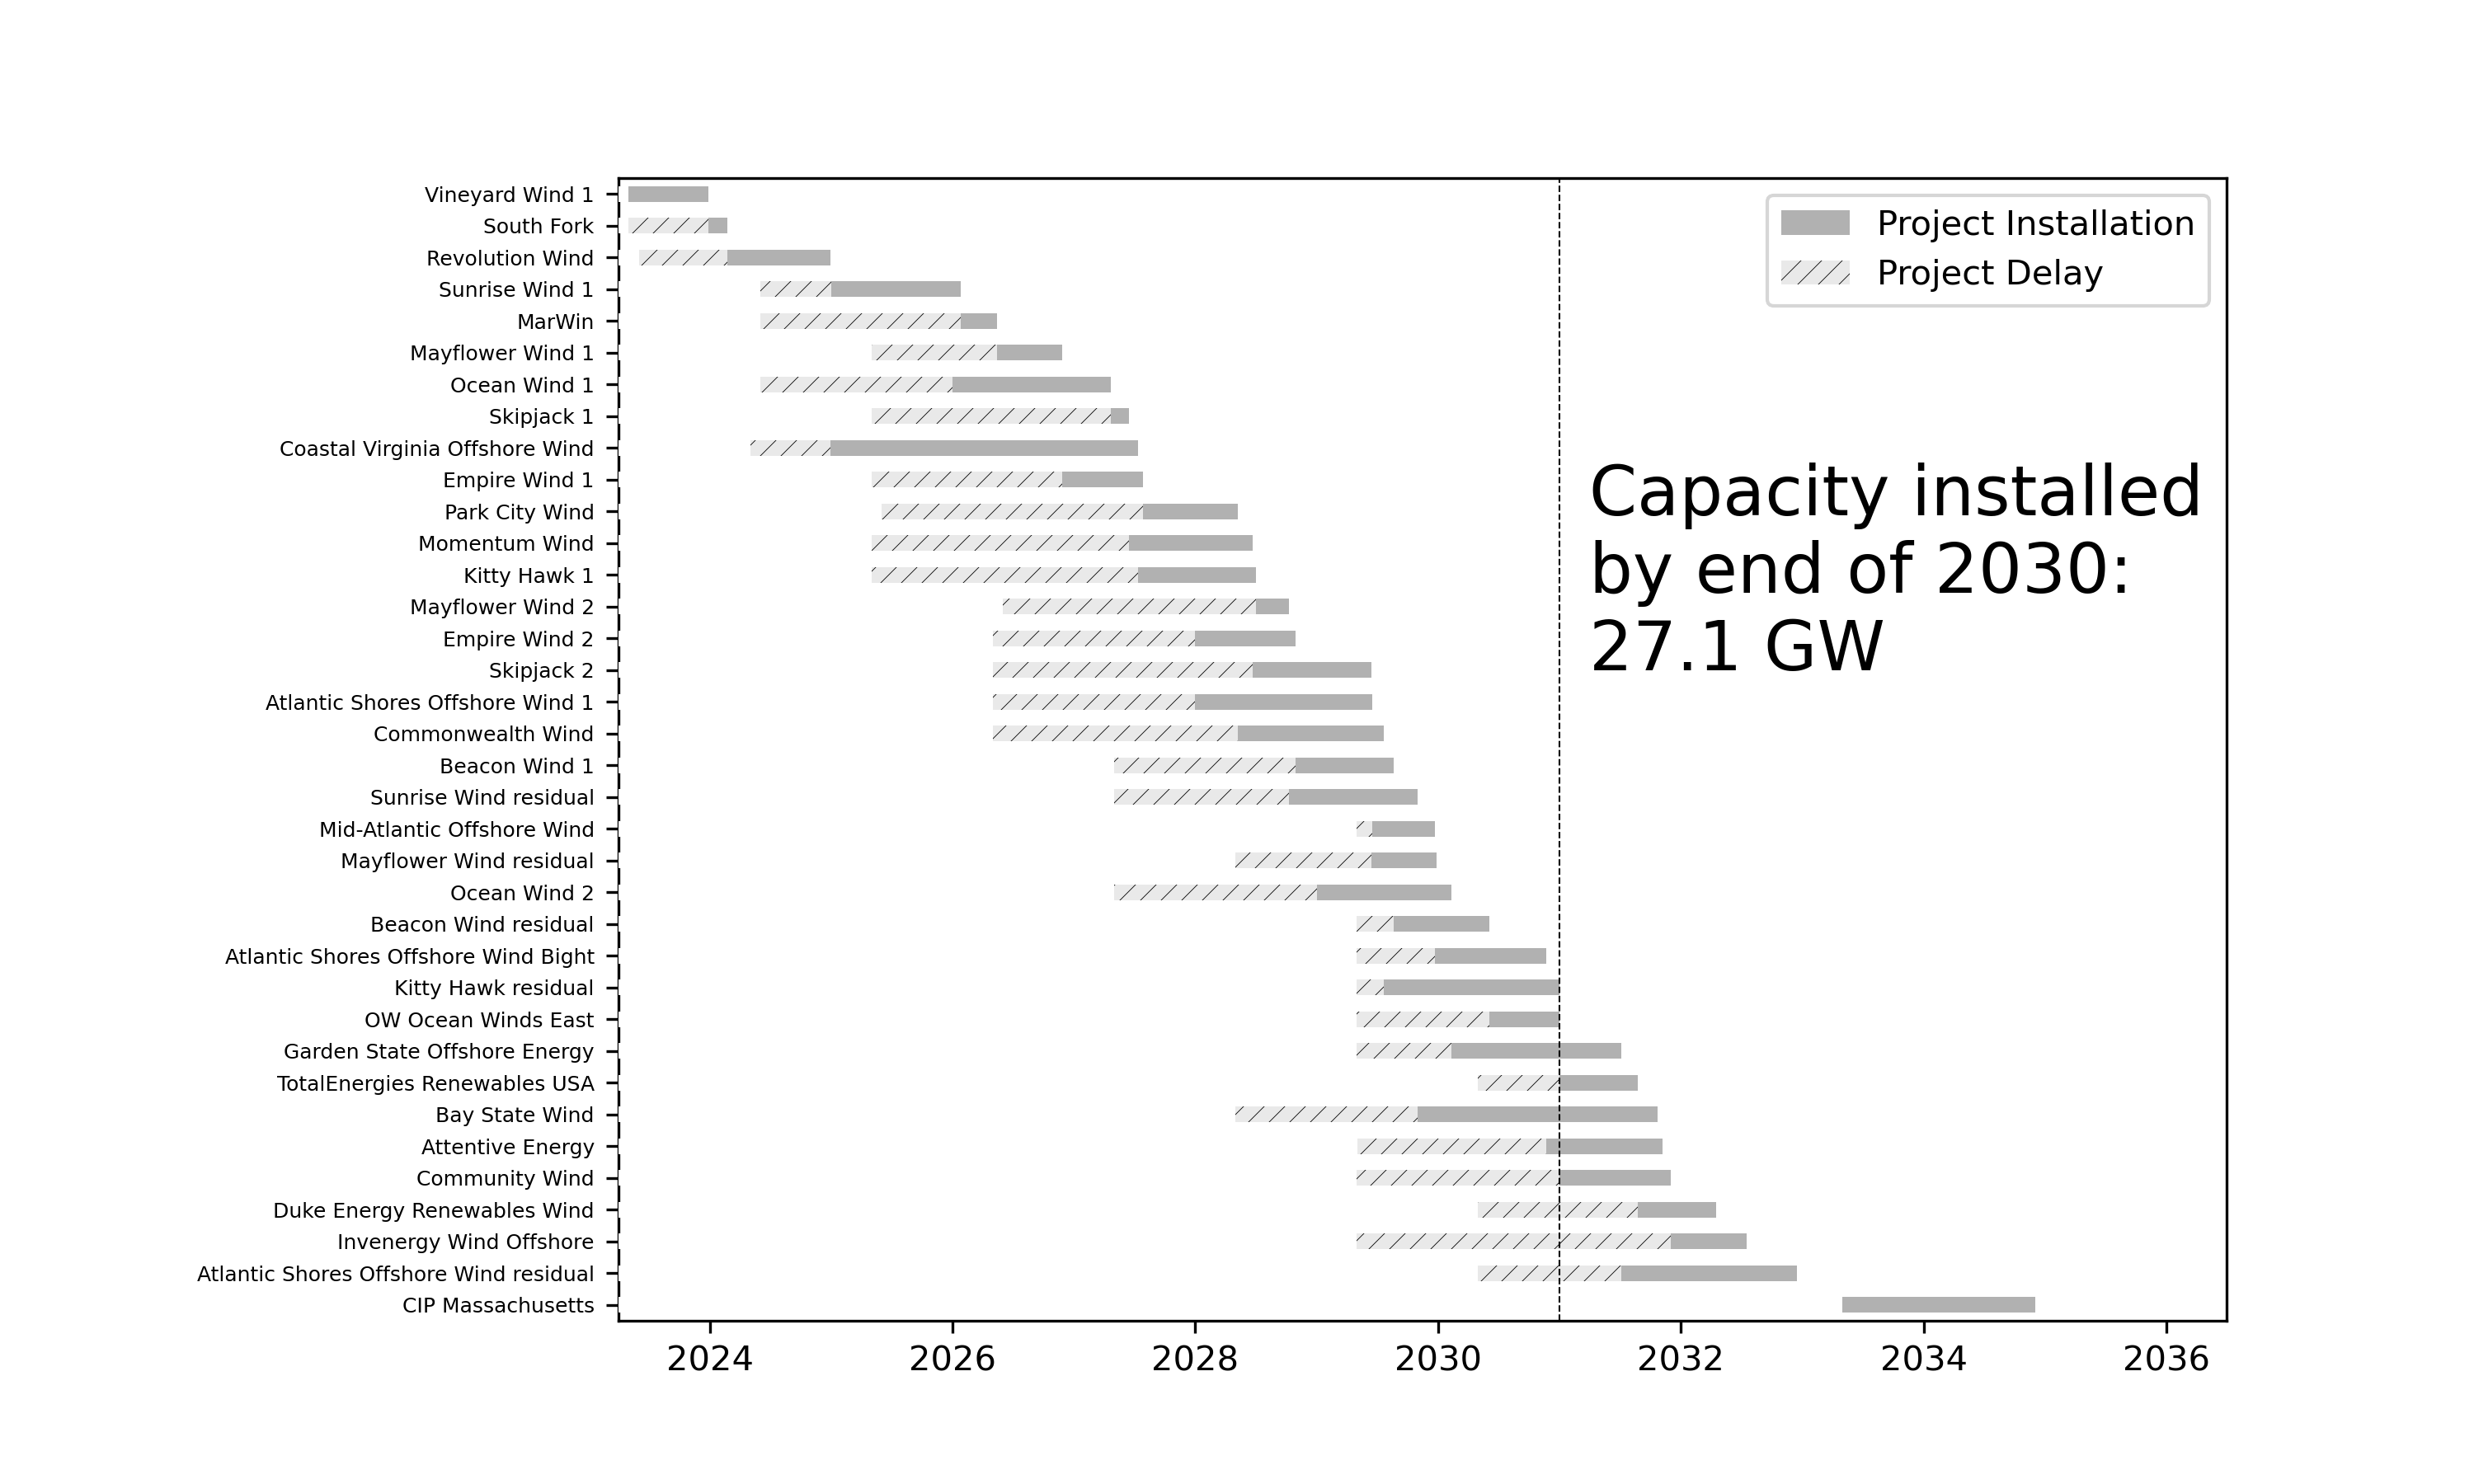 Vineyard Wind 1
South Fork
Revolution Wind
Sunrise Wind 1
MarWin
Mayflower Wind 1
Ocean Wind 1
Skipjack 1
Coastal Virginia Offshore Wind
Empire Wind 1
Park City Wind
Momentum Wind
Kitty Hawk 1
Mayflower Wind 2
Empire Wind 2
Skipjack 2
Atlantic Shores Offshore Wind 1
Commonwealth Wind
Beacon Wind 1
Sunrise Wind residual
Mid-Atlantic Offshore Wind
Mayflower Wind residual
Ocean Wind 2
Beacon Wind residual
Atlantic Shores Offshore Wind Bight
Kitty Hawk residual
OW Ocean Winds East
Garden State Offshore Energy
TotalEnergies Renewables USA
Bay State Wind
Attentive Energy
Community Wind
Duke Energy Renewables Wind
Invenergy Wind Offshore
Atlantic Shores Offshore Wind residual
CIP Massachusetts
Project Installation
Project Delay
Capacity installed
by end of 2030:
27.1 GW
2024 2026 2028 2030 2032 2034 2036